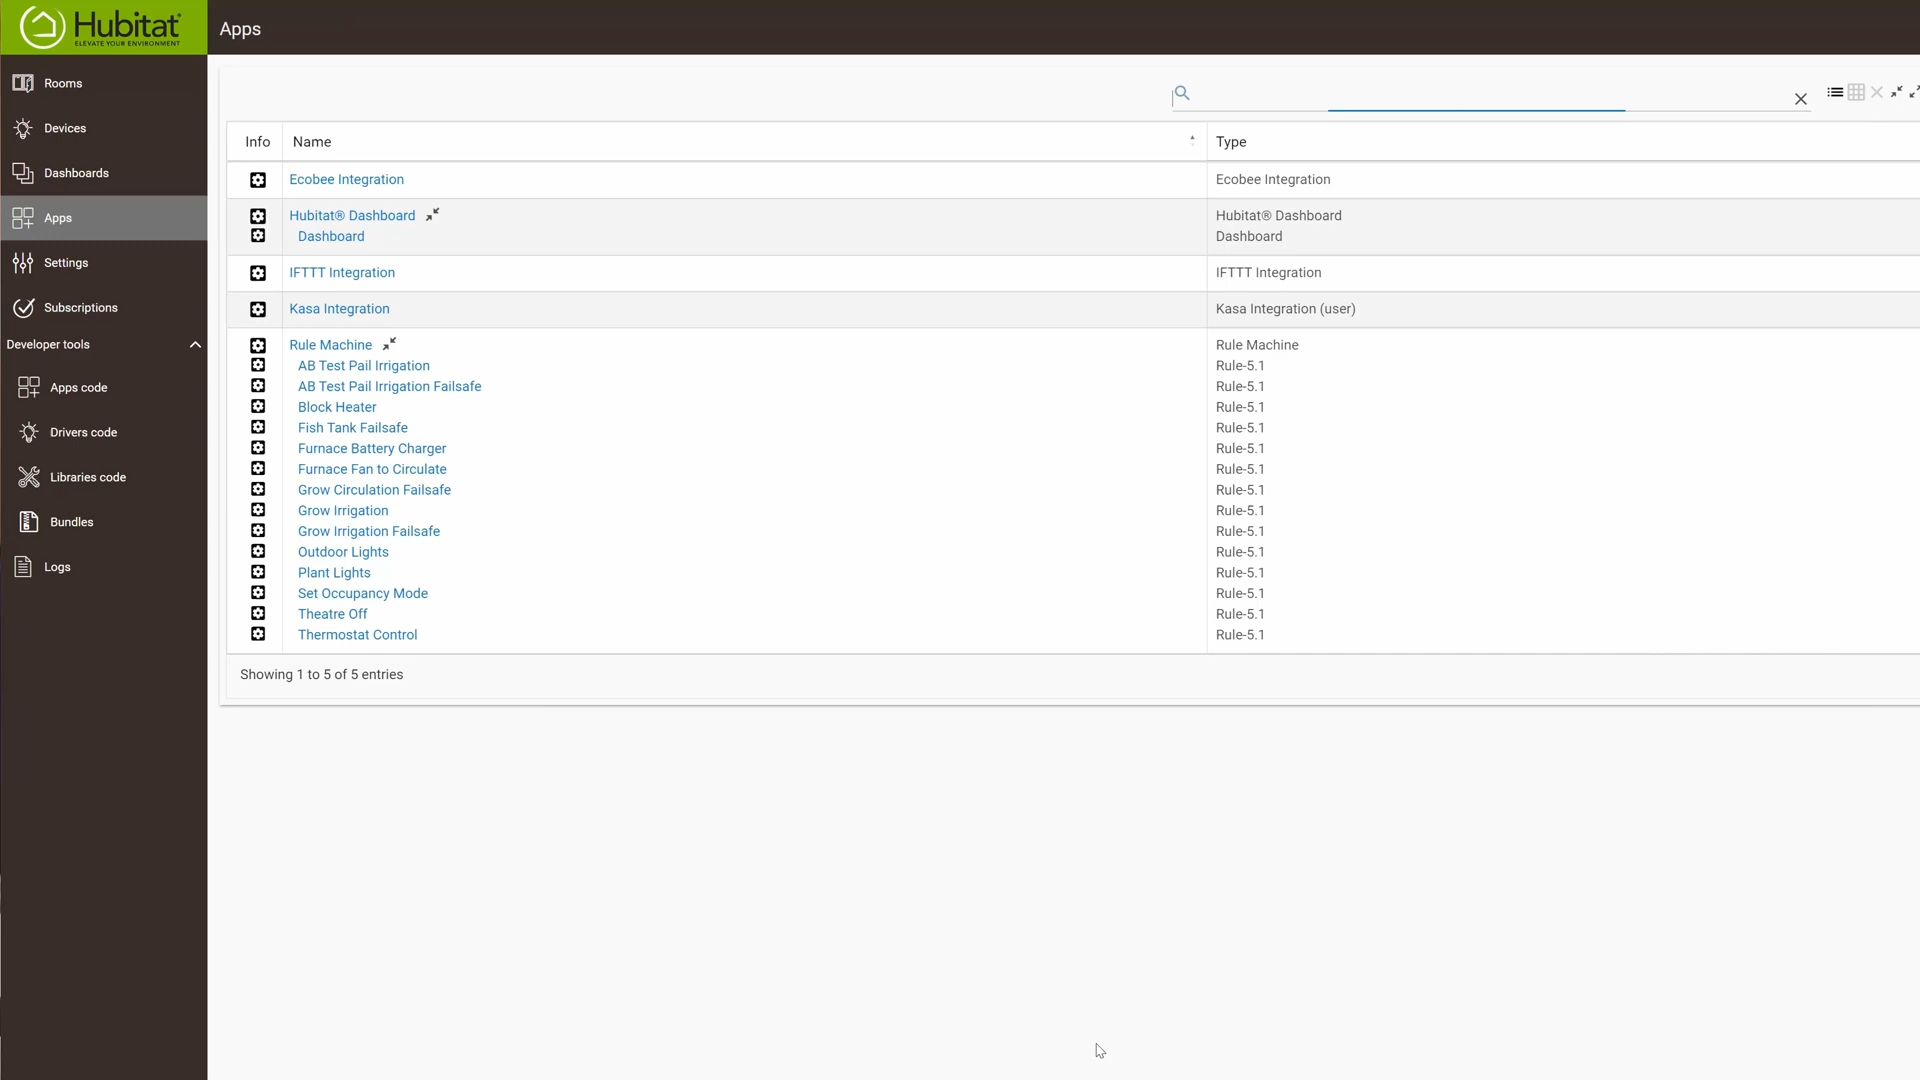 Hubitat®
ELEVATE YOUR ENVIRONMENT
Apps
Rooms
Devices
Dashboards
Apps
Settings
Subscriptions
Developer tools
Apps code
Drivers code
Libraries code
Bundles
Logs
Info Name Type
Ecobee Integration Ecobee Integration
Hubitat® Dashboard Hubitat® Dashboard
Dashboard Dashboard
IFTTT Integration IFTTT Integration
Kasa Integration Kasa Integration (user)
Rule Machine Rule Machine
AB Test Pail Irrigation Rule-5.1
AB Test Pail Irrigation Failsafe Rule-5.1
Block Heater Rule-5.1
Fish Tank Failsafe Rule-5.1
Furnace Battery Charger Rule-5.1
Furnace Fan to Circulate Rule-5.1
Grow Circulation Failsafe Rule-5.1
Grow Irrigation Rule-5.1
Grow Irrigation Failsafe Rule-5.1
Outdoor Lights Rule-5.1
Plant Lights Rule-5.1
Set Occupancy Mode Rule-5.1
Theatre Off Rule-5.1
Thermostat Control Rule-5.1
Showing 1 to 5 of 5 entries